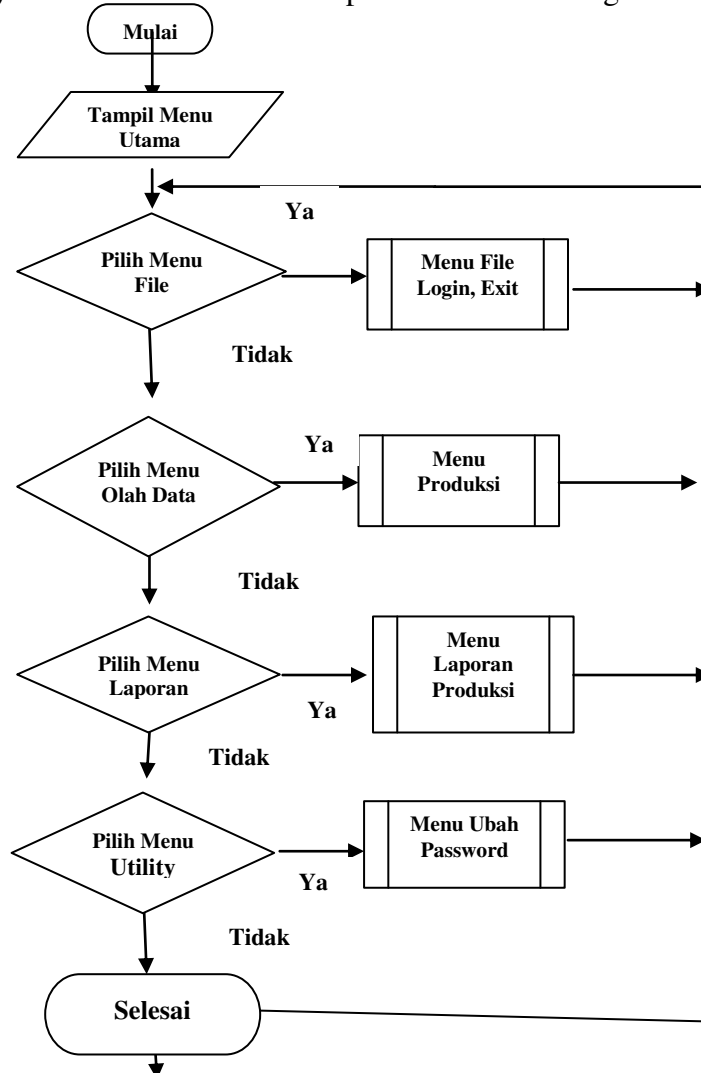 Mulai
Tampil Menu
Utama
Ya
Pilih Menu
File
Menu File
Login, Exit
Tidak
Ya
Pilih Menu
Olah Data
Menu
Produksi
Tidak
Pilih Menu
Laporan
Ya
Menu
Laporan
Produksi
Tidak
Pilih Menu
Utility
Ya
Menu Ubah
Password
Tidak
Selesai